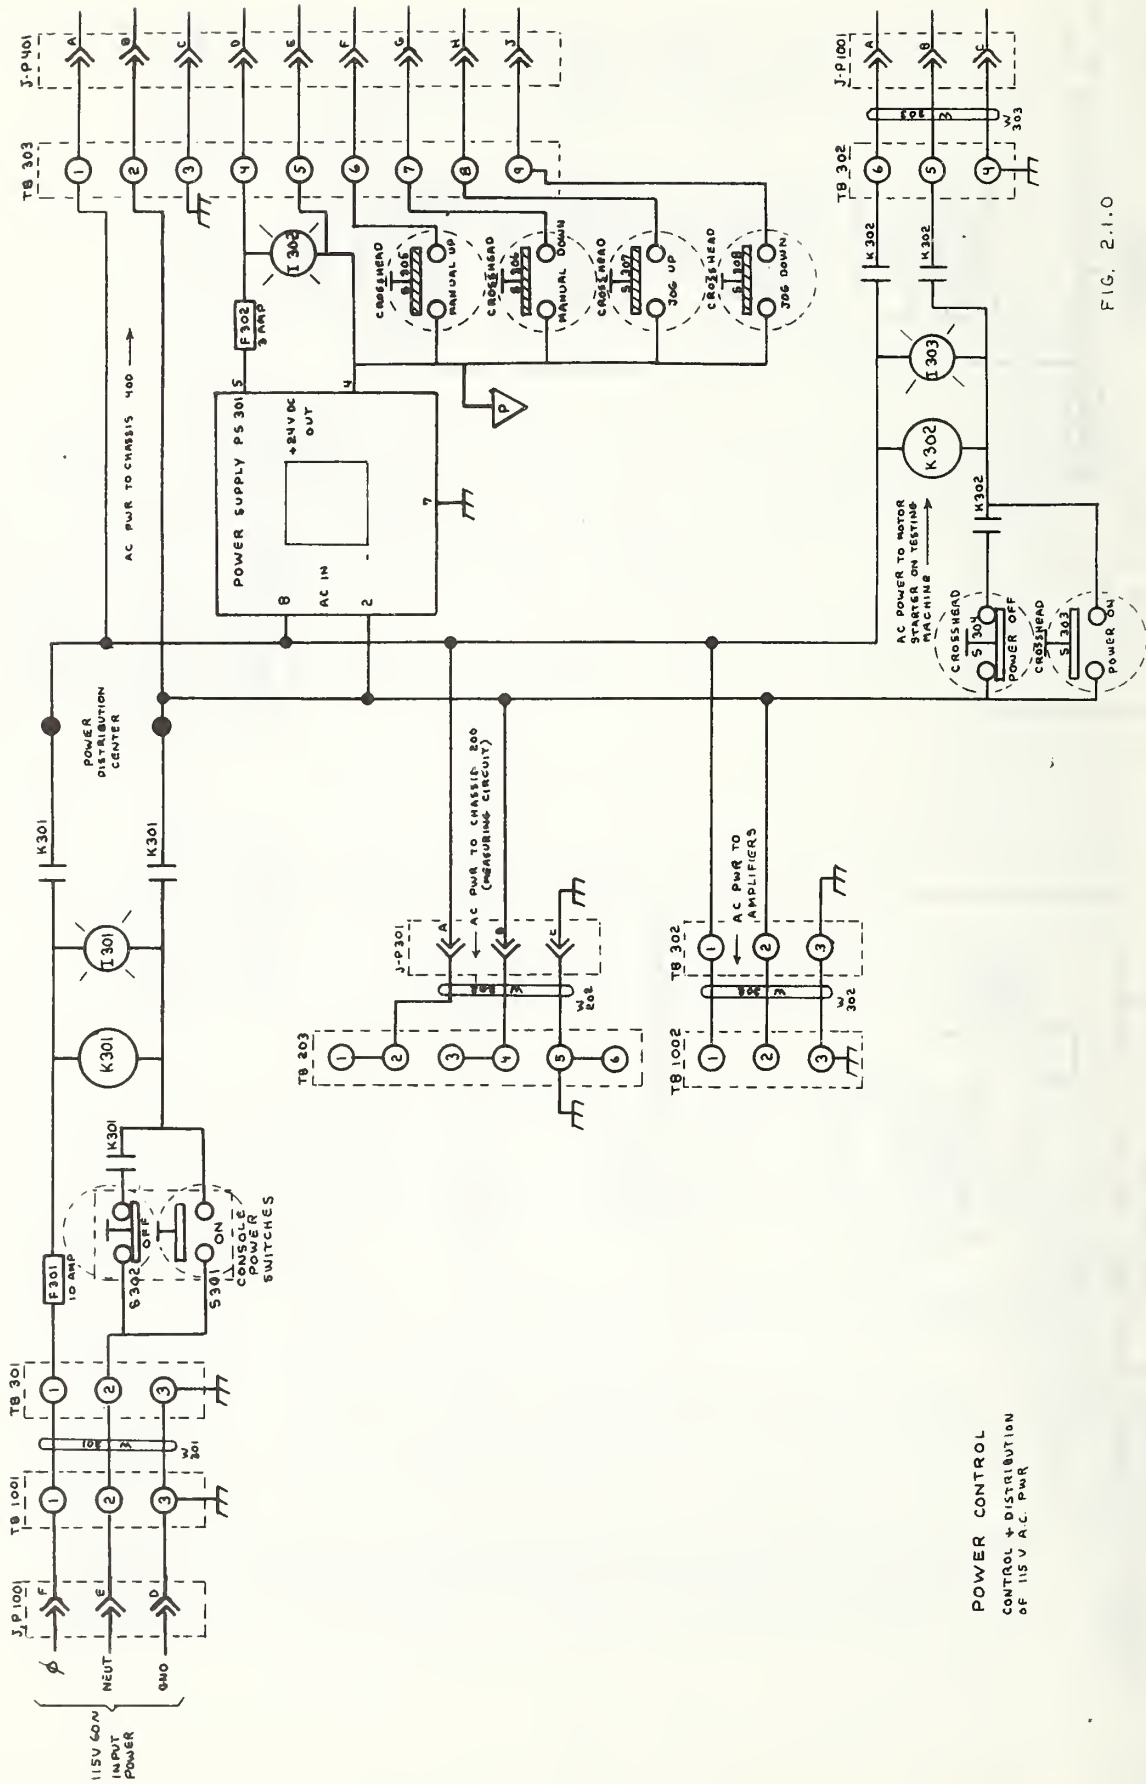 115V 60N
INPUT
POWER
J-P1001
Ø
NEUT
GND
F
E
D
TB 1001
1
2
3
W 301
W
301
TB 301
1
2
3
F301
10 AMP
S302
OFF
S301
ON
CONSOLE
POWER
SWITCHES
K301
K301
I301
K301
K301
POWER
DISTRIBUTION
CENTER
AC PWR TO CHASSIS 400
TB 303
1
2
3
4
5
6
7
8
9
J-P401
A
B
C
D
E
F
G
H
J
POWER SUPPLY PS301
+24V DC
OUT
-
AC IN
8
2
5
4
7
F302
3 AMP
I302
P
CROSSHEAD
S305
MANUAL UP
CROSSHEAD
S306
MANUAL DOWN
CROSSHEAD
S307
JOG UP
CROSSHEAD
S308
JOG DOWN
TB 203
1
2
3
4
5
6
W
202
J-P301
A
B
C
AC PWR TO CHASSIS 200
(MEASURING CIRCUIT)
TB 1002
1
2
3
W
W
302
TB 302
1
2
3
AC PWR TO
AMPLIFIERS
AC POWER TO MOTOR
STARTER ON TESTING
MACHINE
CROSSHEAD
S304
POWER OFF
CROSSHEAD
S303
POWER ON
K302
K302
I303
K302
K302
TB 302
6
5
4
W
303
W
303
J-P1001
A
B
C
POWER CONTROL
CONTROL + DISTRIBUTION
OF 115 V A.C. PWR
FIG. 2.1.0